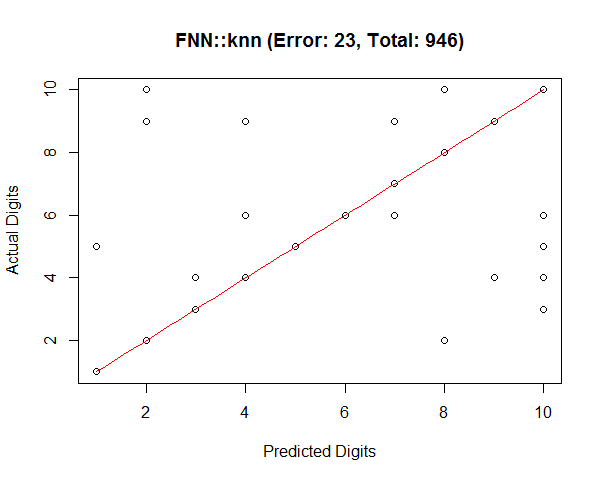 FNN::knn (Error: 23, Total: 946)
10
8
6
4
2
Actual Digits
2 4 6 8 10
Predicted Digits